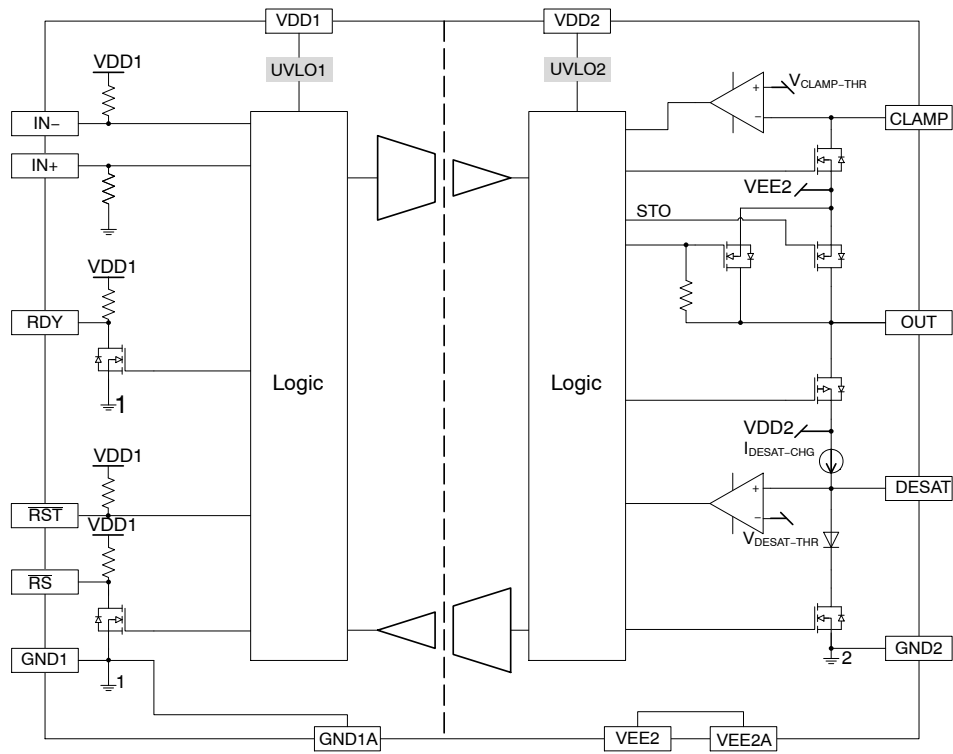 VDD1
VDD2
UVLO1
UVLO2
VDD1
IN−
IN+
VCLAMP−THR
+
−
CLAMP
VEE2
STO
VDD1
RDY
1
Logic
Logic
OUT
VDD2
IDESAT−CHG
+
−
DESAT
VDESAT−THR
VDD1
RST
VDD1
RS
GND1
1
2
GND2
GND1A
VEE2
VEE2A